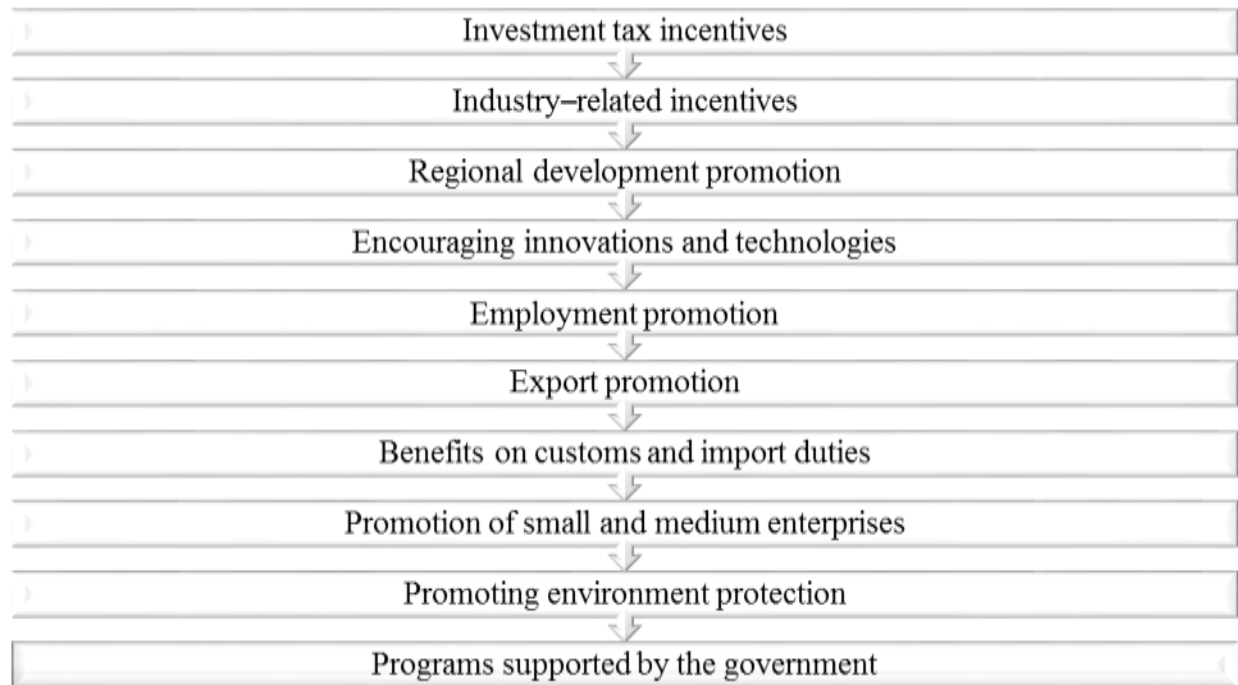 Investment tax incentives
Industry–related incentives
Regional development promotion
Encouraging innovations and technologies
Employment promotion
Export promotion
Benefits on customs and import duties
Promotion of small and medium enterprises
Promoting environment protection
Programs supported by the government